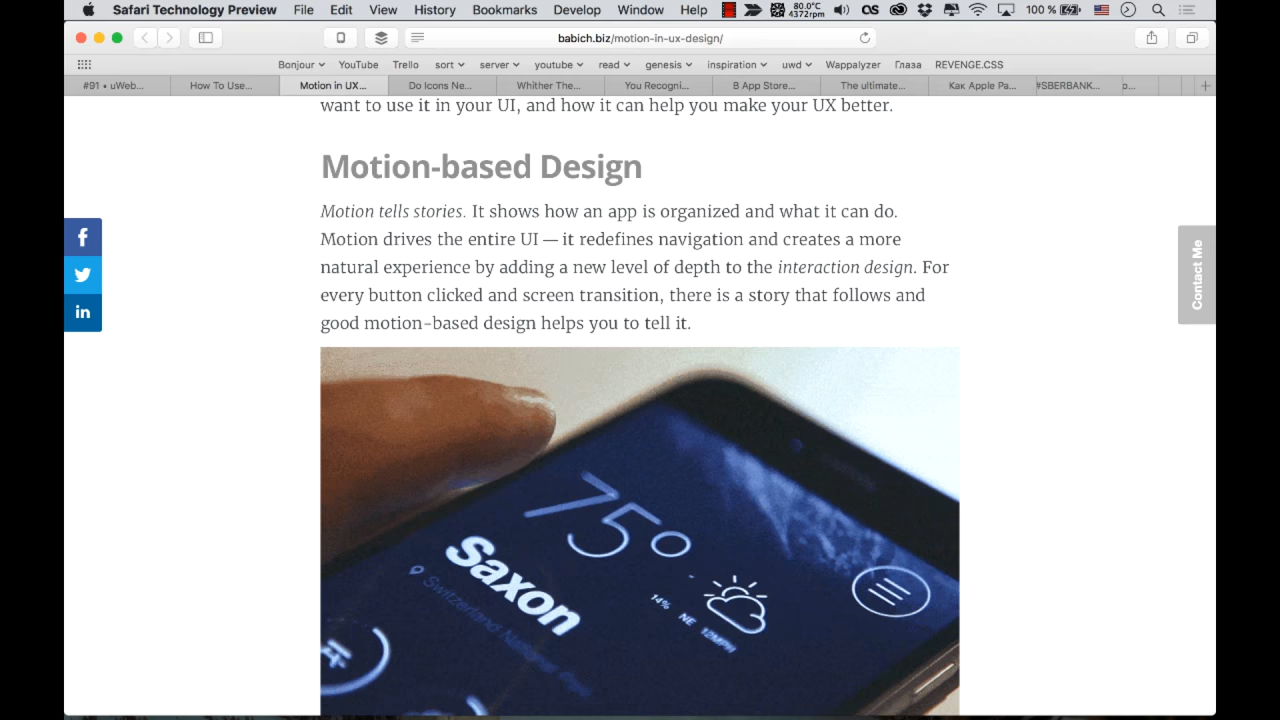 Safari Technology Preview File Edit View History Bookmarks Develop Window Help 80.0°C 4372rpm 100 %
babich.biz/motion-in-ux-design/
Bonjour YouTube Trello sort server youtube read genesis inspiration uwd Wappalyzer Глаза REVENGE.CSS
#91 • uWeb... How To Use... Motion in UX... Do Icons Ne... Whither The... You Recogni... В App Store... The ultimate... Как Apple Pa... #SBERBANK...
want to use it in your UI, and how it can help you make your UX better.
Motion-based Design
Motion tells stories. It shows how an app is organized and what it can do.
Motion drives the entire UI — it redefines navigation and creates a more
natural experience by adding a new level of depth to the interaction design. For
every button clicked and screen transition, there is a story that follows and
good motion-based design helps you to tell it.
Contact Me
75°
Saxon
Switzerland National Park
14% NE 12MPH